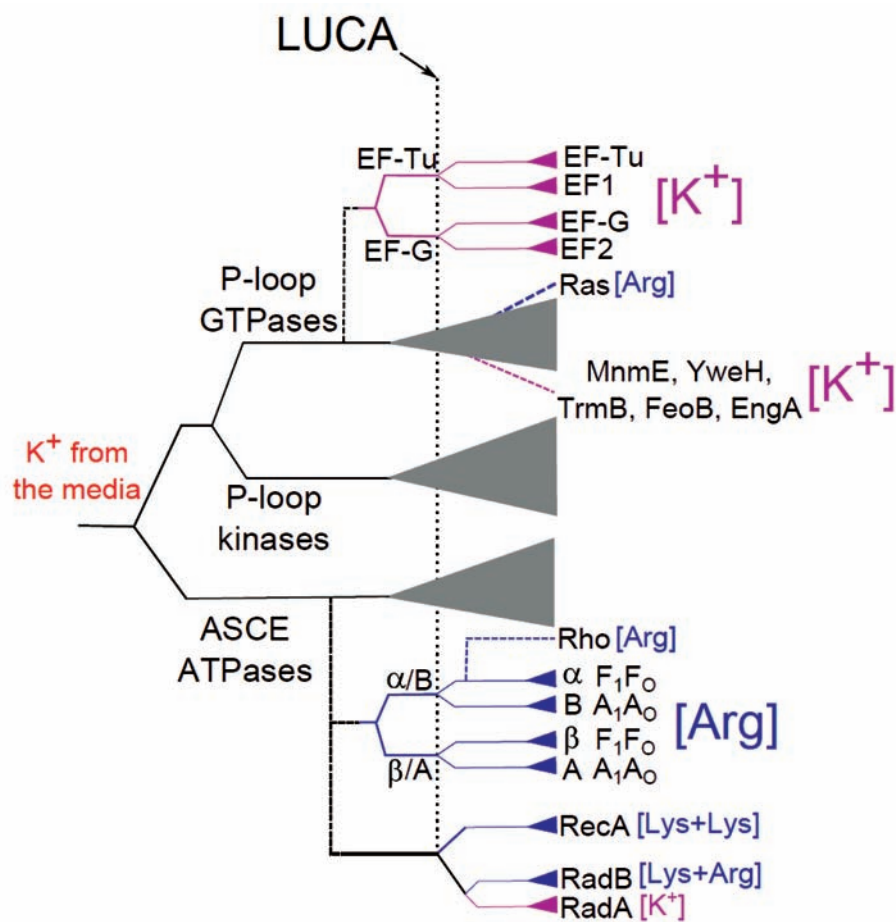 LUCA
EF-Tu
EF-Tu
EF1
[K⁺]
EF-G
EF-G
EF2
P-loop
GTPases
Ras [Arg]
MnmE, YweH,
TrmB, FeoB, EngA
[K⁺]
K⁺ from
the media
P-loop
kinases
ASCE
ATPases
Rho [Arg]
α/B
α F₁Fₒ
B A₁Aₒ
[Arg]
β/A
β F₁Fₒ
A A₁Aₒ
RecA [Lys+Lys]
RadB [Lys+Arg]
RadA [K⁺]